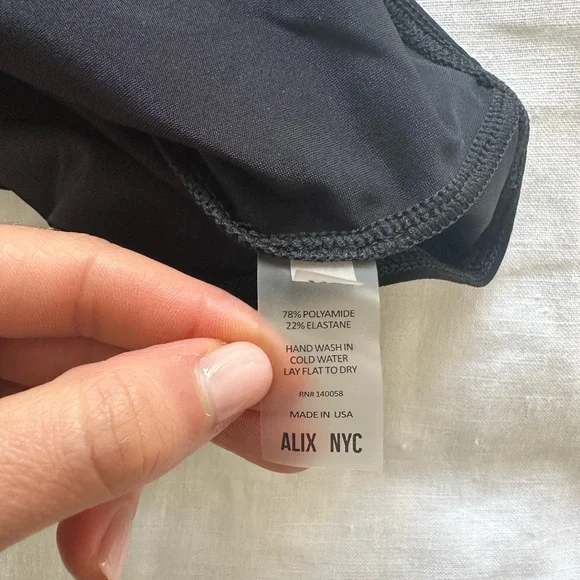 78% POLYAMIDE
22% ELASTANE
HAND WASH IN
COLD WATER
LAY FLAT TO DRY
RN# 140058
MADE IN USA
ALIX NYC